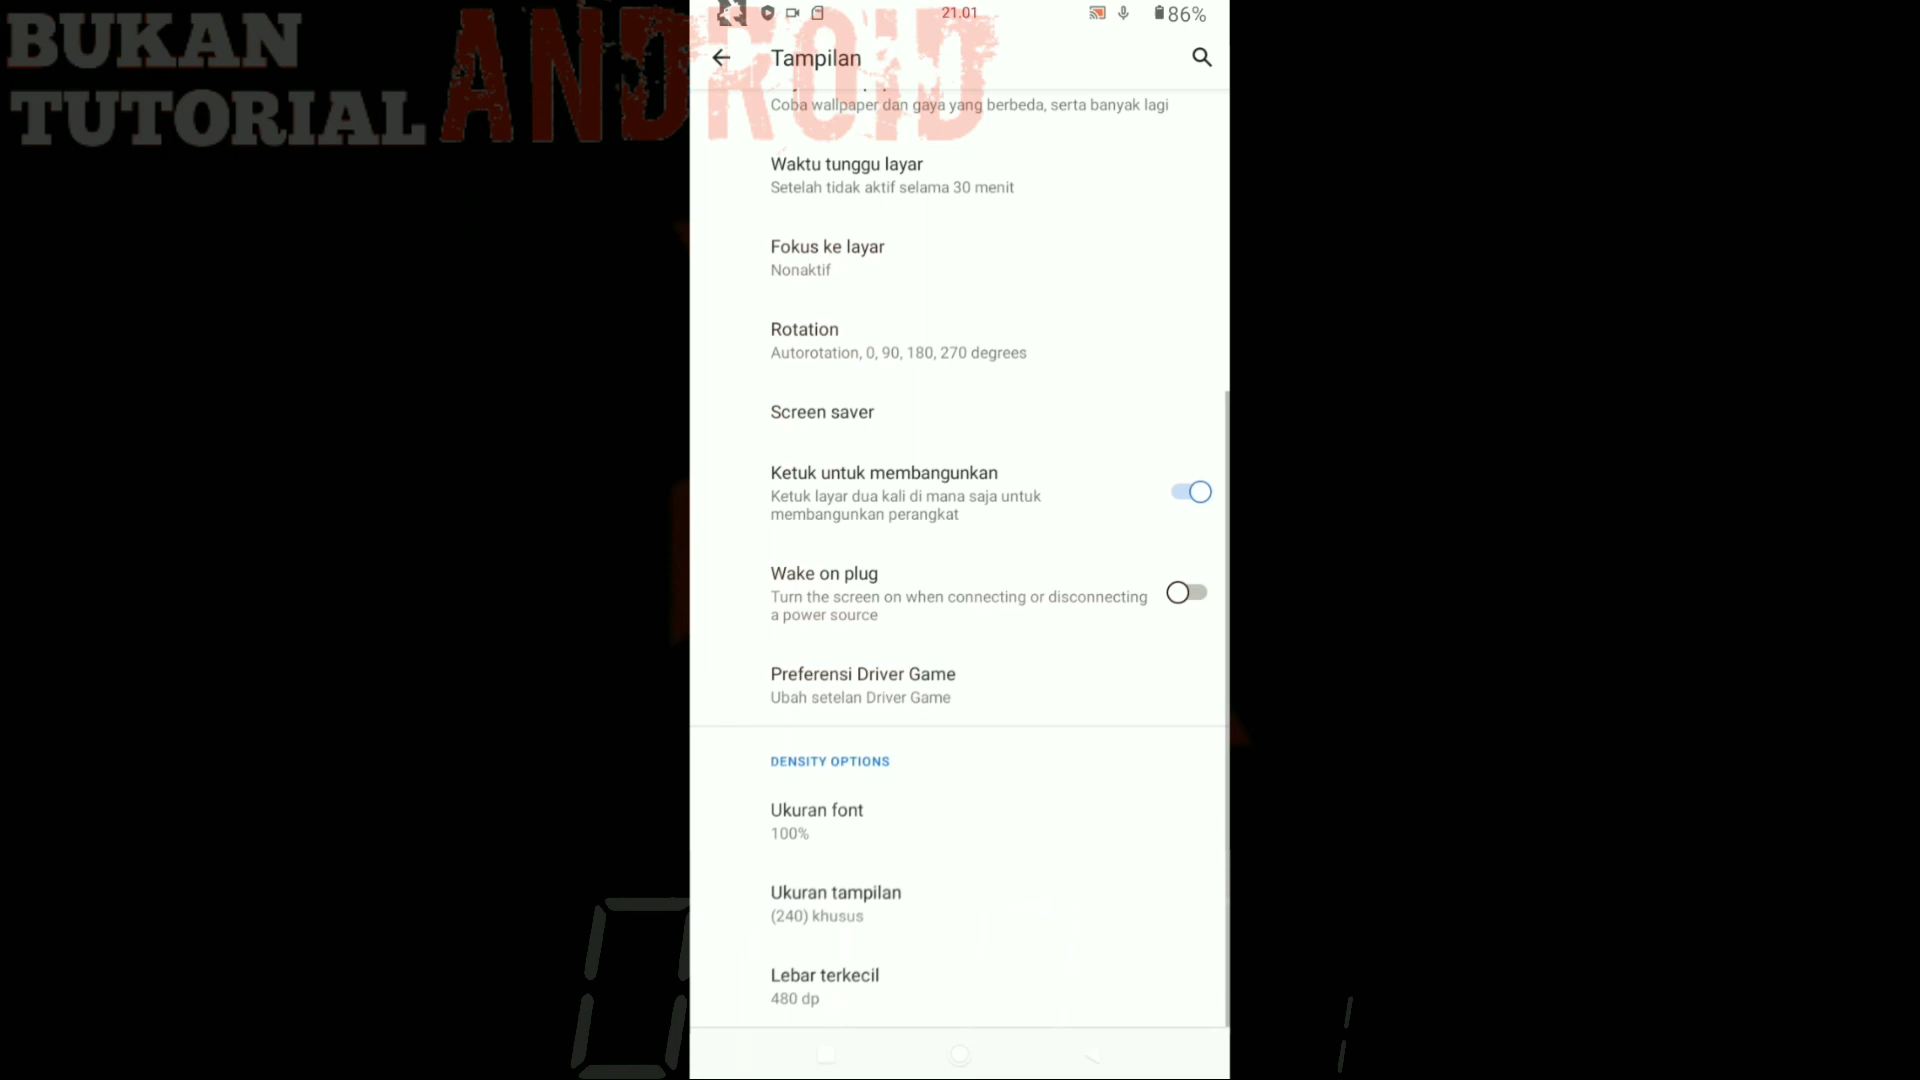 BUKAN
TUTORIAL ANDROID
21.01
86%
Tampilan
Coba wallpaper dan gaya yang berbeda, serta banyak lagi
Waktu tunggu layar
Setelah tidak aktif selama 30 menit
Fokus ke layar
Nonaktif
Rotation
Autorotation, 0, 90, 180, 270 degrees
Screen saver
Ketuk untuk membangunkan
Ketuk layar dua kali di mana saja untuk
membangunkan perangkat
Wake on plug
Turn the screen on when connecting or disconnecting
a power source
Preferensi Driver Game
Ubah setelan Driver Game
DENSITY OPTIONS
Ukuran font
100%
Ukuran tampilan
(240) khusus
Lebar terkecil
480 dp